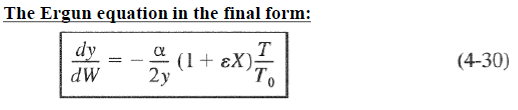 The Ergun equation in the final form:
dy/dW = - α/2y (1 + εX) T/T₀ (4-30)